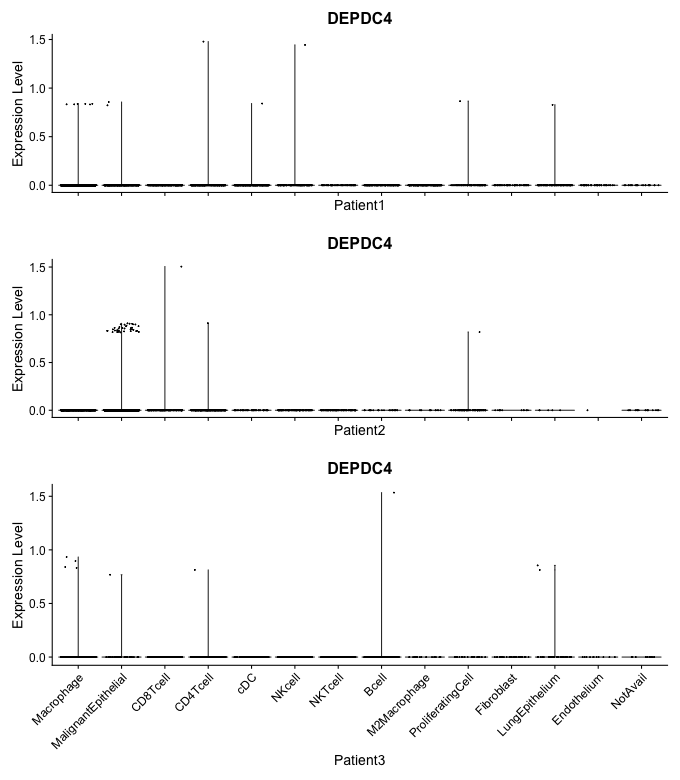 DEPDC4
1.5
1.0
0.5
0.0
Expression Level
Patient1
DEPDC4
1.5
1.0
0.5
0.0
Expression Level
Patient2
DEPDC4
1.5
1.0
0.5
0.0
Expression Level
Macrophage
MalignantEpithelial
CD8Tcell
CD4Tcell
cDC
NKcell
NKTcell
Bcell
M2Macrophage
ProliferatingCell
Fibroblast
LungEpithelium
Endothelium
NotAvail
Patient3